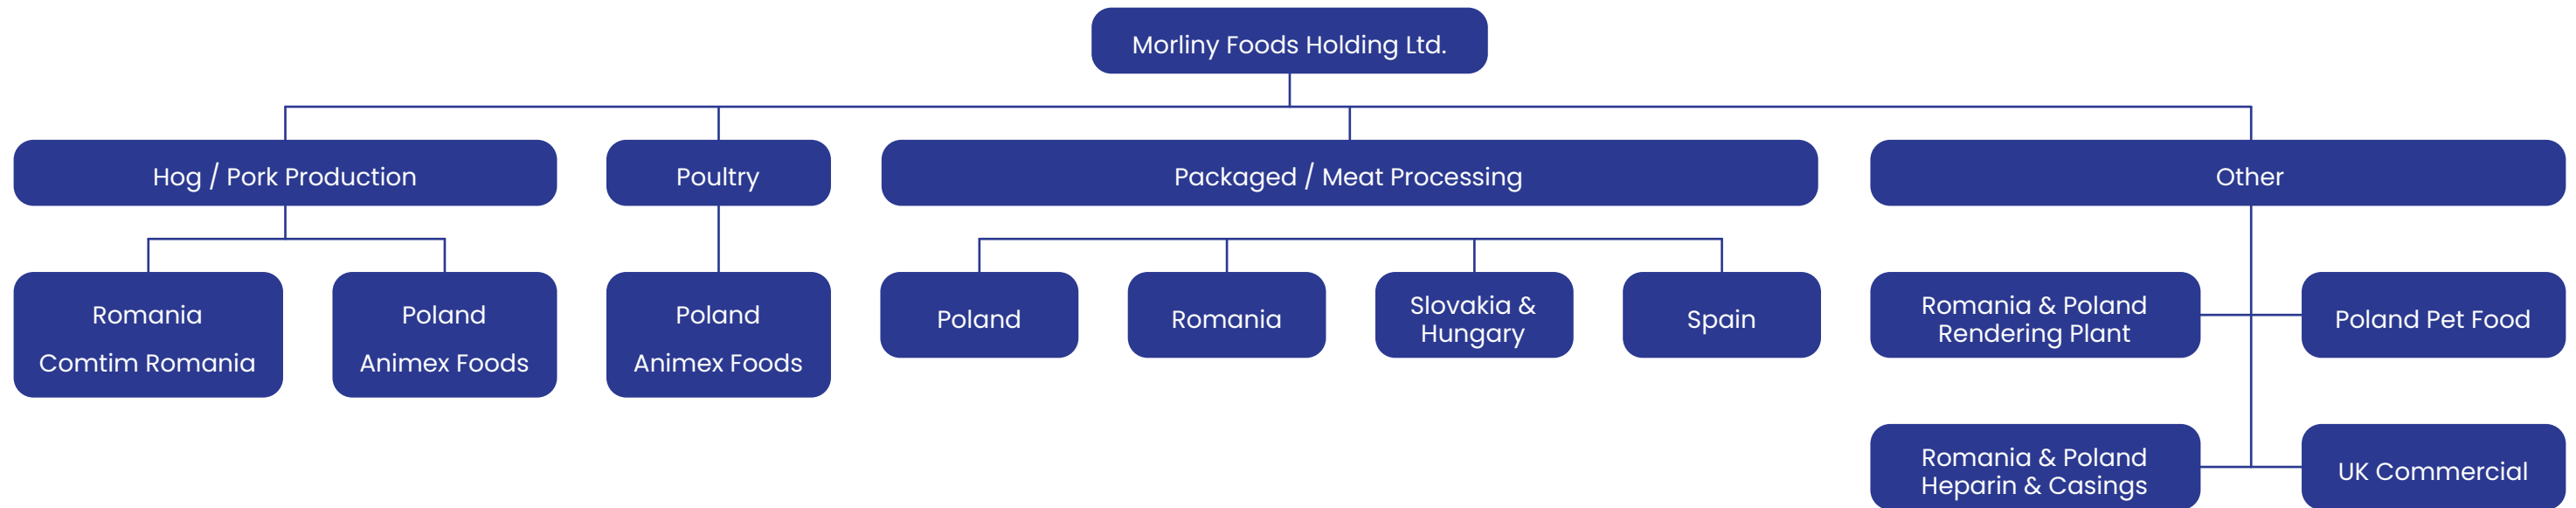 Morliny Foods Holding Ltd.
Hog / Pork Production
Poultry
Packaged / Meat Processing
Other
Romania
Comtim Romania
Poland
Animex Foods
Poland
Animex Foods
Poland
Romania
Slovakia &
Hungary
Spain
Romania & Poland
Rendering Plant
Poland Pet Food
Romania & Poland
Heparin & Casings
UK Commercial